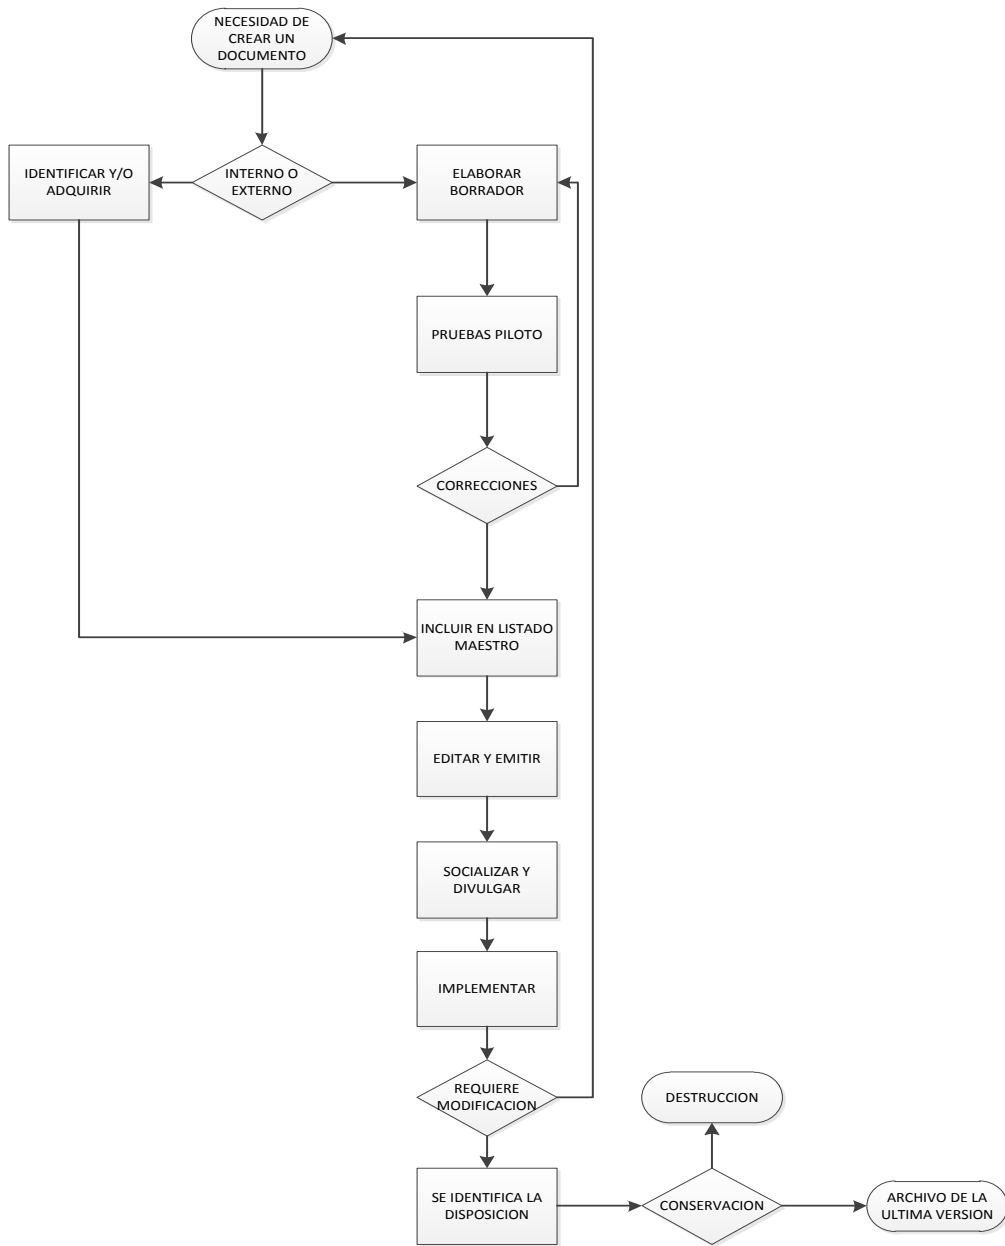 NECESIDAD DE
CREAR UN
DOCUMENTO
IDENTIFICAR Y/O
ADQUIRIR
INTERNO O
EXTERNO
ELABORAR
BORRADOR
PRUEBAS PILOTO
CORRECCIONES
INCLUIR EN LISTADO
MAESTRO
EDITAR Y EMITIR
SOCIALIZAR Y
DIVULGAR
IMPLEMENTAR
REQUIERE
MODIFICACION
DESTRUCCION
SE IDENTIFICA LA
DISPOSICION
CONSERVACION
ARCHIVO DE LA
ULTIMA VERSION